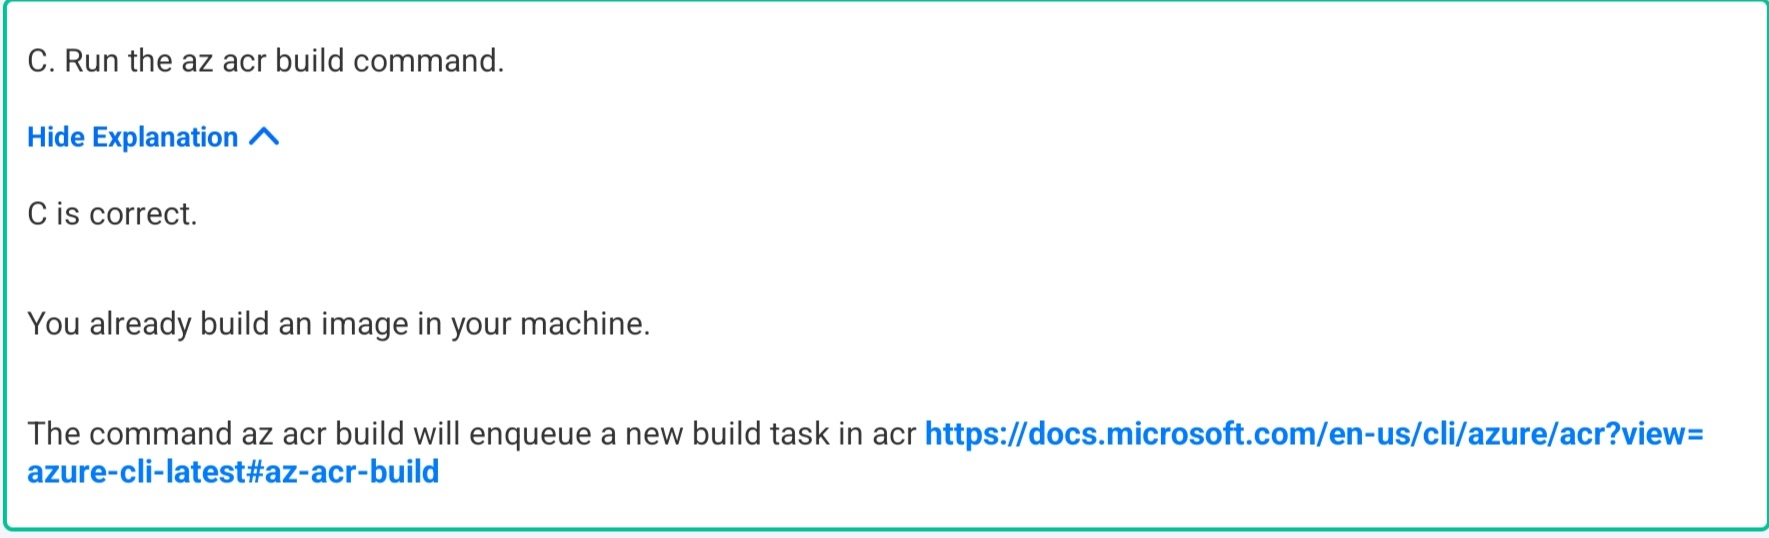 C. Run the az acr build command.
Hide Explanation
C is correct.
You already build an image in your machine.
The command az acr build will enqueue a new build task in acr https://docs.microsoft.com/en-us/cli/azure/acr?view=
azure-cli-latest#az-acr-build